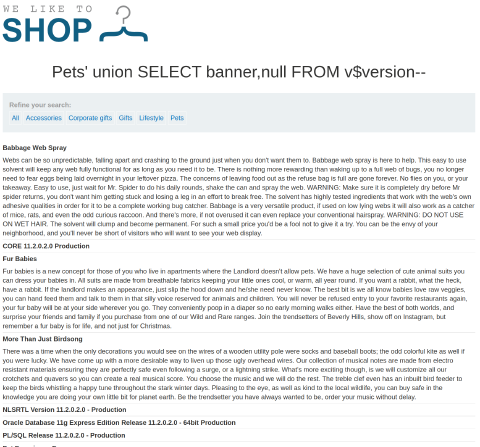 WE LIKE TO
SHOP
Pets' union SELECT banner,null FROM v$version--
Refine your search:
All Accessories Corporate gifts Gifts Lifestyle Pets
Babbage Web Spray
Webs can be so unpredictable, falling apart and crashing to the ground just when you don't want them to. Babbage web spray is here to help. This easy to use
solvent will keep any web fully functional for as long as you need it to be. There is nothing more rewarding than waking up to a full web of bugs, you no longer
need to fear eggs being laid overnight in your leftover pizza. The concerns of leaving food out as the refuse bag is full are gone forever. No flies on you, or your
takeaway. Easy to use, just wait for Mr. Spider to do his daily rounds, shake the can and spray the web. WARNING: Make sure it is completely dry before Mr
spider returns, you don't want him getting stuck and losing a leg in an effort to break free. The solvent has highly tested ingredients that work with the web's own
adhesive qualities in order for it to be a complete working bug catcher. Babbage is a very versatile product, if used on low lying webs it will also work as a catcher
of mice, rats, and even the odd curious raccoon. And there's more, if not overused it can even replace your conventional hairspray. WARNING: DO NOT USE
ON WET HAIR. The solvent will clump and become permanent. For such a small price you'd be a fool not to give it a try. You can be the envy of your
neighborhood, and you'll never be short of visitors who will want to see your web display.
CORE 11.2.0.2.0 Production
Fur Babies
Fur babies is a new concept for those of you who live in apartments where the Landlord doesn't allow pets. We have a huge selection of cute animal suits you
can dress your babies in. All suits are made from breathable fabrics keeping your little ones cool, or warm, all year round. If you want a rabbit, what the heck,
have a rabbit. If the landlord makes an appearance, just slip the hood down and he/she need never know. The best bit is we all know babies love raw veggies,
you can hand feed them and talk to them in that silly voice reserved for animals and children. You will never be refused entry to your favorite restaurants again,
your fur baby will be at your side wherever you go. They conveniently poop in a diaper so no early morning walks either. Have the best of both worlds, and
surprise your friends and family if you purchase from one of our Wild and Rare ranges. Join the trendsetters of Beverly Hills, show off on Instagram, but
remember a fur baby is for life, and not just for Christmas.
More Than Just Birdsong
There was a time when the only decorations you would see on the wires of a wooden utility pole were socks and baseball boots; the odd colorful kite as well if
you were lucky. We have come up with a more desirable way to liven up those ugly overhead wires. Our collection of musical notes are made from electro
resistant materials ensuring they are perfectly safe even following a surge, or a lightning strike. What's more exciting though, is we will customize all our
crotchets and quavers so you can create a real musical score. You choose the music and we will do the rest. The treble clef even has an inbuilt bird feeder to
keep the birds whistling a happy tune throughout the stark winter days. Pleasing to the eye, as well as kind to the local wildlife, you can buy safe in the
knowledge you are doing your own little bit for planet Earth. Be the trendsetter you have always wanted to be, order your music without delay.
NLSRTL Version 11.2.0.2.0 - Production
Oracle Database 11g Express Edition Release 11.2.0.2.0 - 64bit Production
PL/SQL Release 11.2.0.2.0 - Production